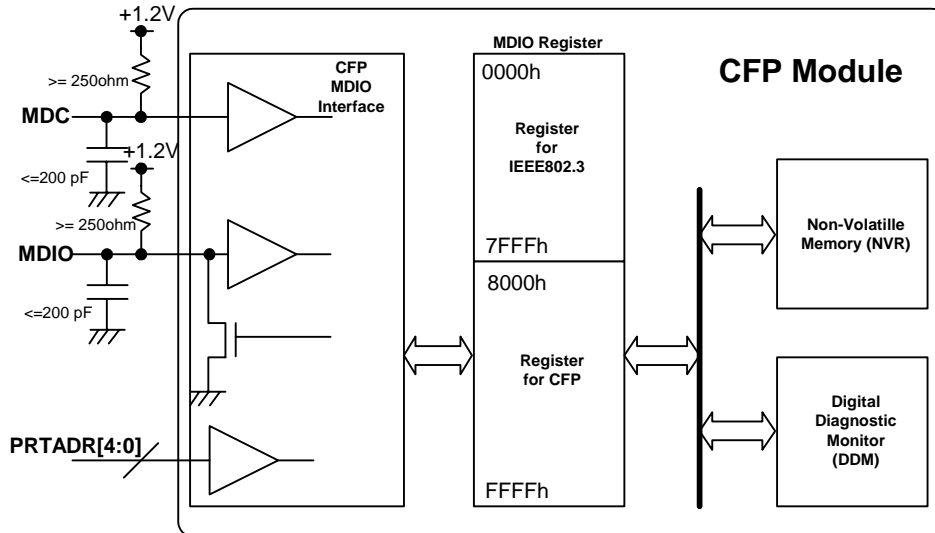 +1.2V
>= 250ohm
MDC
+1.2V
<=200 pF
>= 250ohm
MDIO
<=200 pF
PRTADR[4:0]
CFP
MDIO
Interface
MDIO Register
0000h
Register
for
IEEE802.3
7FFFh
8000h
Register
for CFP
FFFFh
CFP Module
Non-Volatille
Memory (NVR)
Digital
Diagnostic
Monitor
(DDM)